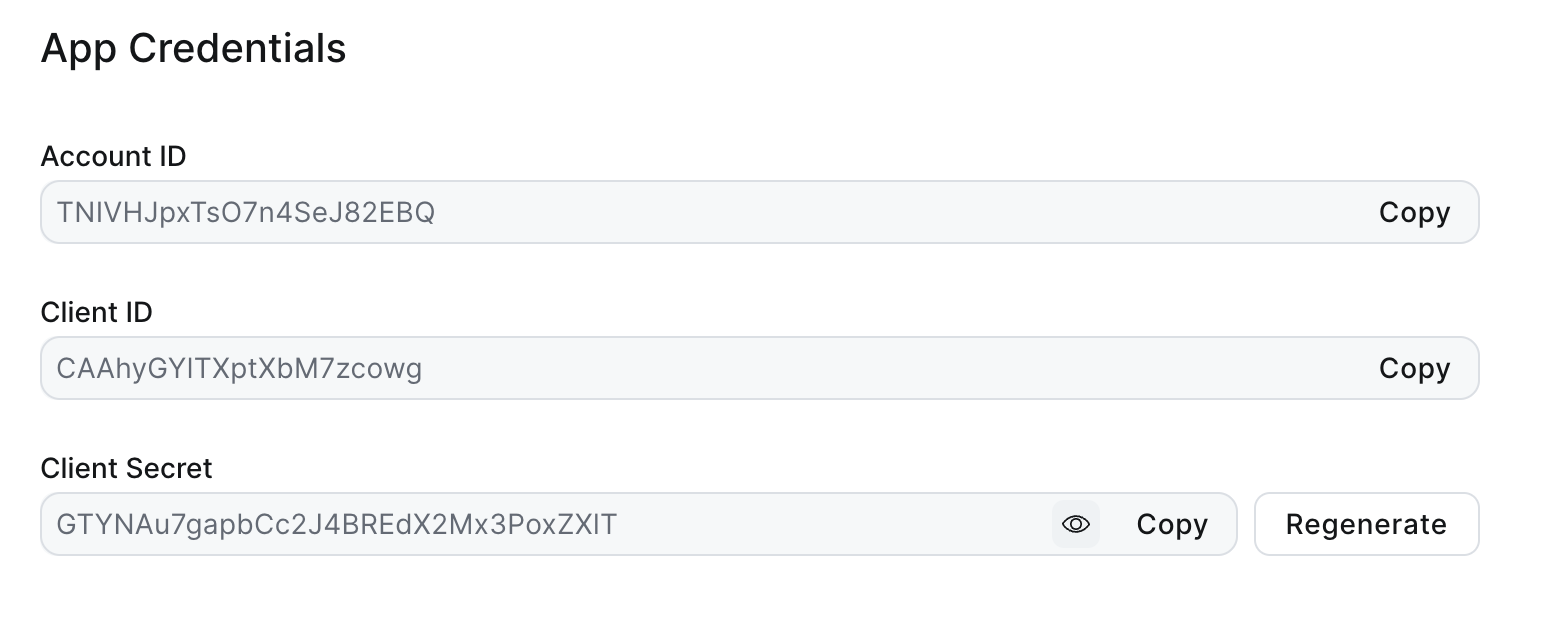 App Credentials
Account ID
TNIVHJpxTsO7n4SeJ82EBQ
Copy
Client ID
CAAhyGYITXptXbM7zcowg
Copy
Client Secret
GTYNAu7gapbCc2J4BREdX2Mx3PoxZXIT
Copy
Regenerate